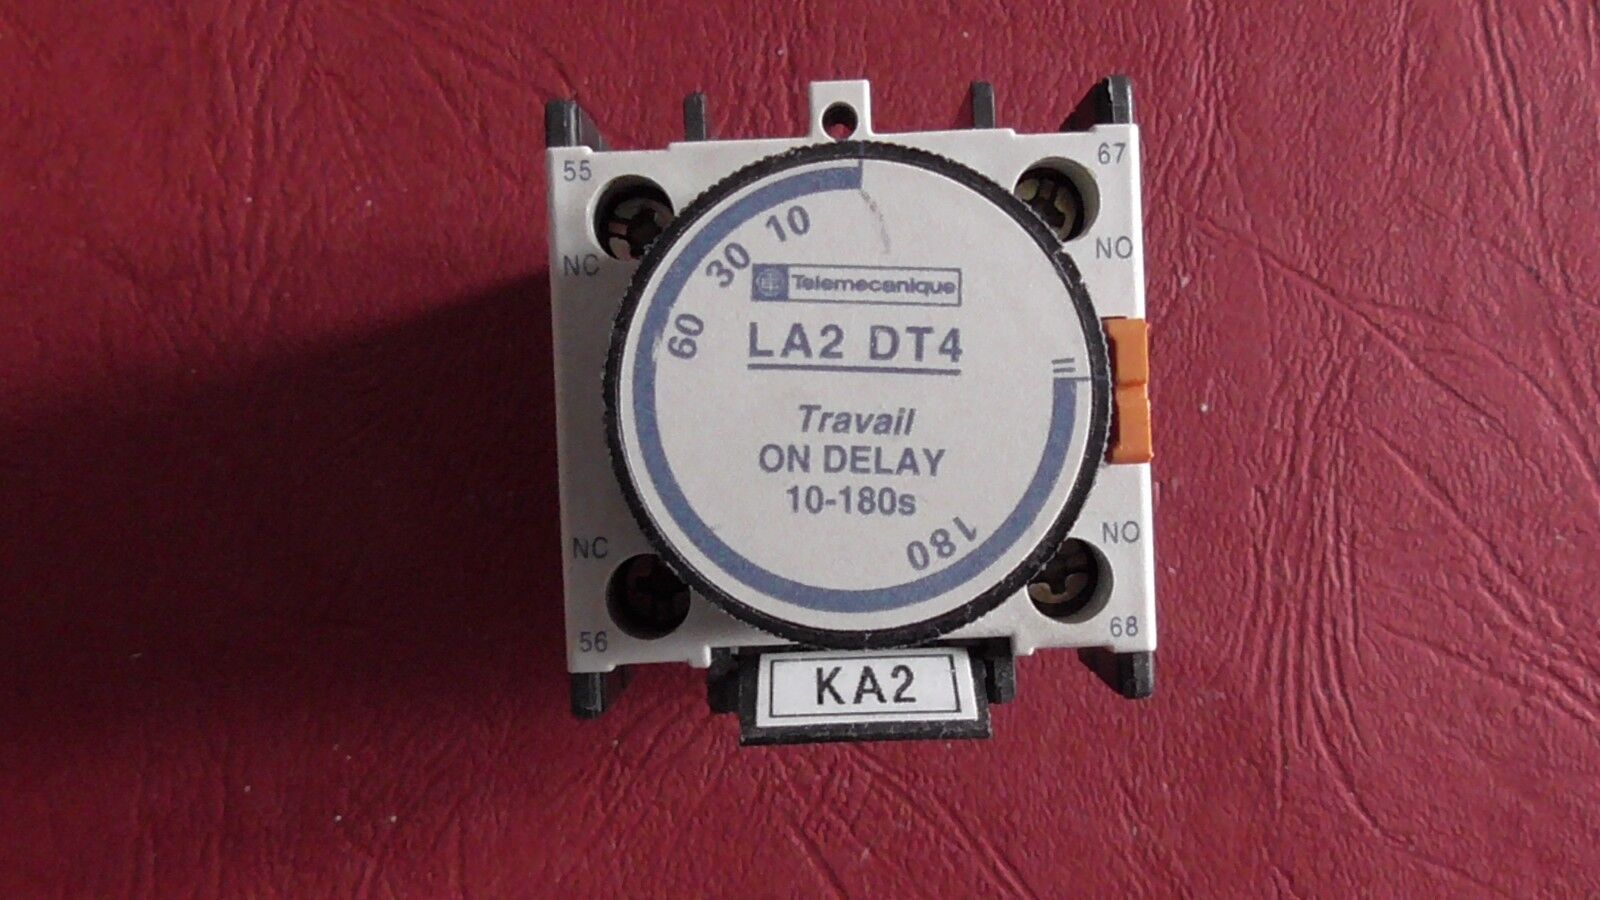 55
67
NC
NO
10
30
60
Telemecanique
LA2 DT4
Travail
ON DELAY
10-180s
180
NC
NO
56
68
KA2